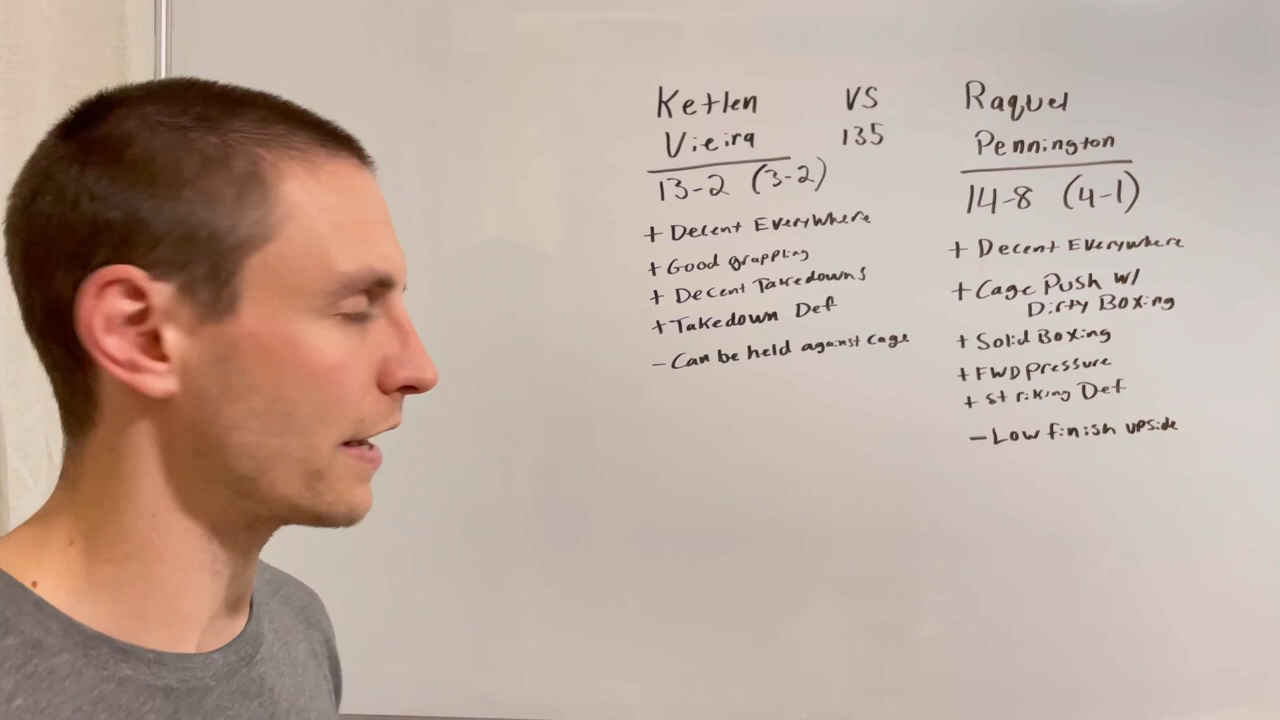 Ketlen
Vieira
13-2 (3-2)
+ Decent Everywhere
+ Good grappling
+ Decent Takedowns
+ Takedown Def
- Can be held against cage
VS
135
Raquel
Pennington
14-8 (4-1)
+ Decent Everywhere
+ Cage Push w/
Dirty Boxing
+ Solid Boxing
+ FWD pressure
+ Striking Def
- Low finish upside